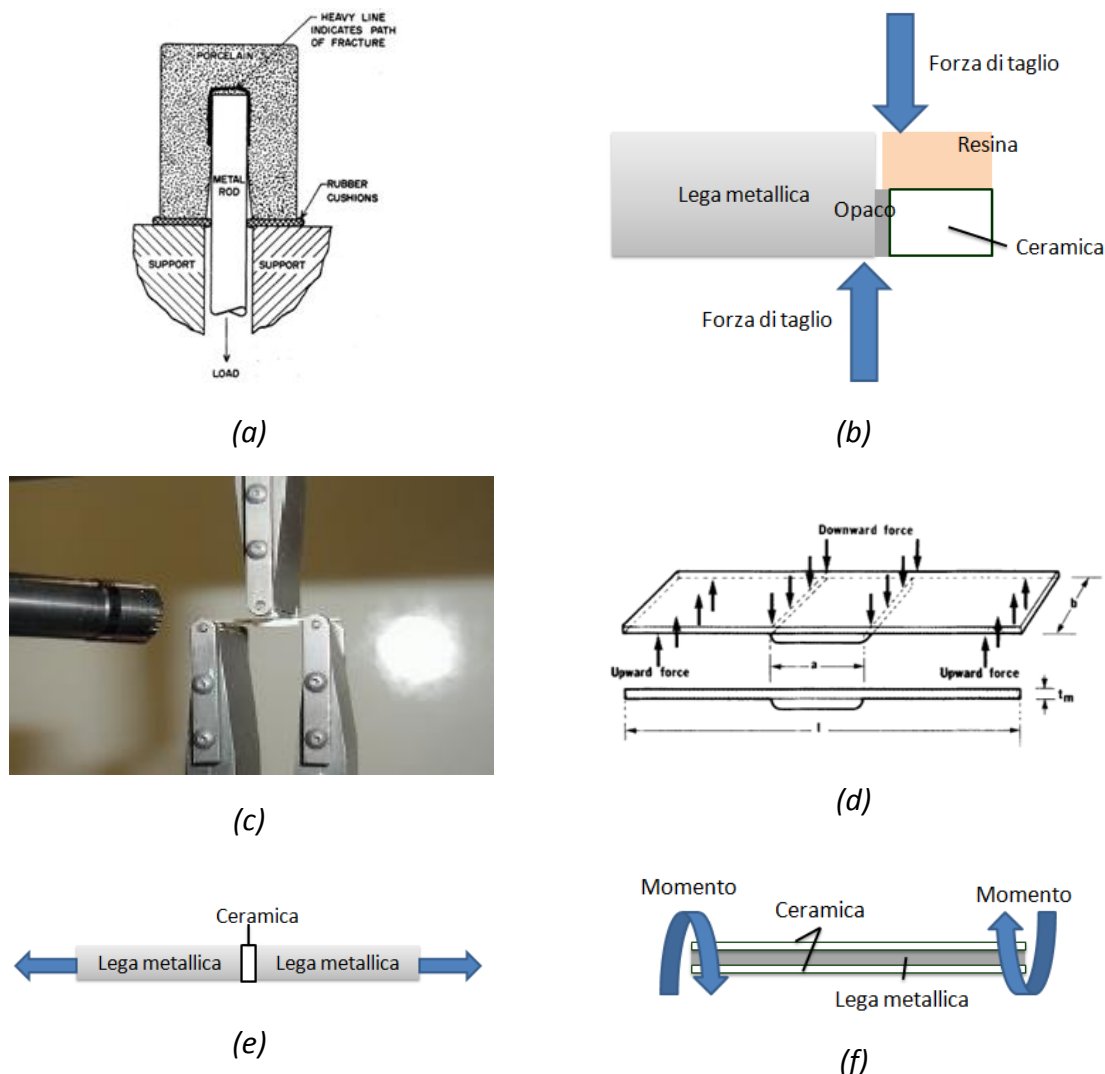 HEAVY LINE
INDICATES PATH
OF FRACTURE
PORCELAIN
METAL
ROD
RUBBER
CUSHIONS
SUPPORT
SUPPORT
LOAD
(a)
Forza di taglio
Resina
Lega metallica
Opaco
Ceramica
Forza di taglio
(b)
(c)
Downward force
b
a
Upward force
Upward force
tm
l
(d)
Ceramica
Lega metallica
Lega metallica
(e)
Momento
Momento
Ceramica
Lega metallica
(f)